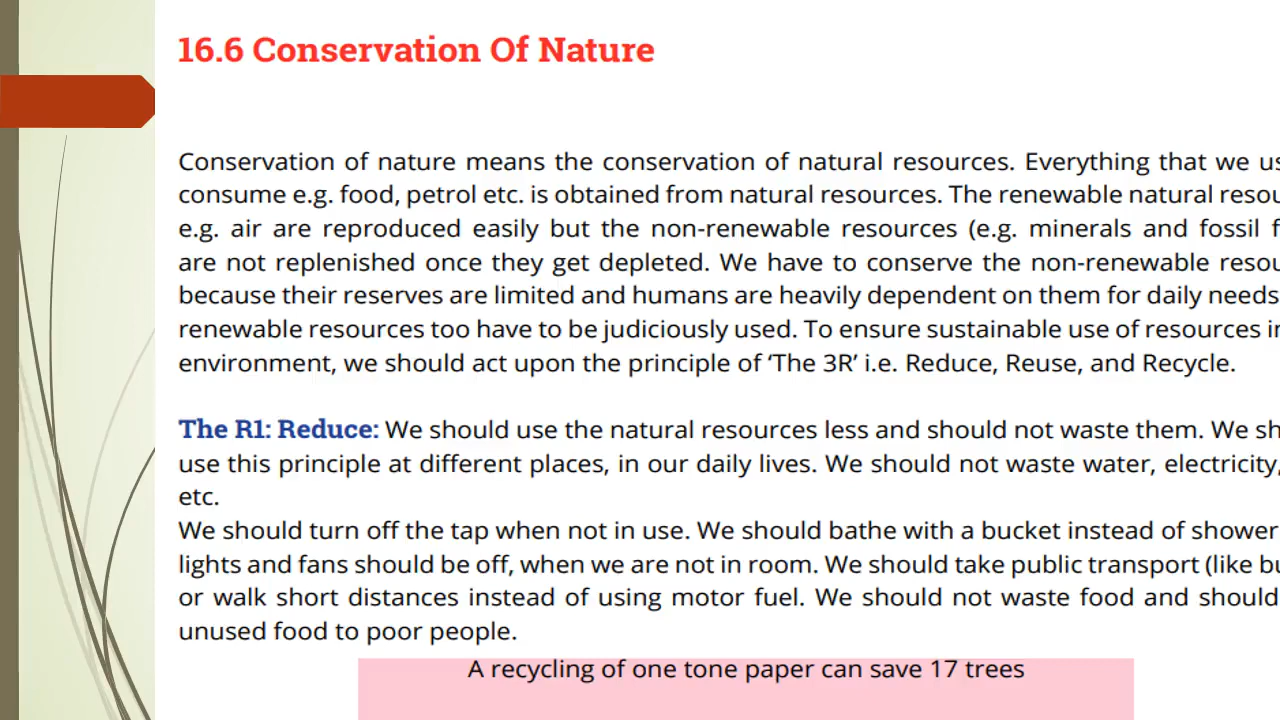 16.6 Conservation Of Nature
Conservation of nature means the conservation of natural resources. Everything that we
consume e.g. food, petrol etc. is obtained from natural resources. The renewable natural
e.g. air are reproduced easily but the non-renewable resources (e.g. minerals and fossil
are not replenished once they get depleted. We have to conserve the non-renewable
because their reserves are limited and humans are heavily dependent on them for daily needs
renewable resources too have to be judiciously used. To ensure sustainable use of resources
environment, we should act upon the principle of ‘The 3R’ i.e. Reduce, Reuse, and Recycle.
The R1: Reduce: We should use the natural resources less and should not waste them. We
use this principle at different places, in our daily lives. We should not waste water, electricity,
etc.
We should turn off the tap when not in use. We should bathe with a bucket instead of shower
lights and fans should be off, when we are not in room. We should take public transport (like
or walk short distances instead of using motor fuel. We should not waste food and should
unused food to poor people.
A recycling of one tone paper can save 17 trees